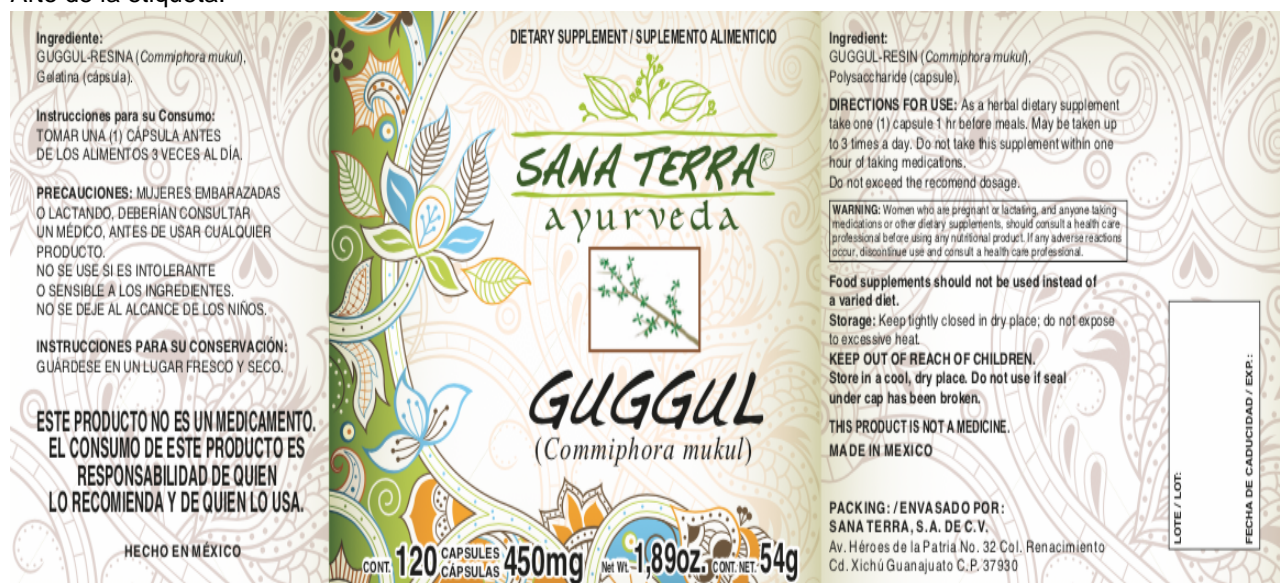 Arte de la etiqueta:
Ingrediente:
GUGGUL-RESINA (Commiphora mukul),
Gelatina (cápsula).
Instrucciones para su Consumo:
TOMAR UNA (1) CÁPSULA ANTES
DE LOS ALIMENTOS 3 VECES AL DÍA.
PRECAUCIONES: MUJERES EMBARAZADAS
O LACTANDO, DEBERÍAN CONSULTAR
UN MÉDICO, ANTES DE USAR CUALQUIER
PRODUCTO.
NO SE USE SI ES INTOLERANTE
O SENSIBLE A LOS INGREDIENTES.
NO SE DEJE AL ALCANCE DE LOS NIÑOS.
INSTRUCCIONES PARA SU CONSERVACIÓN:
GUÁRDESE EN UN LUGAR FRESCO Y SECO.
ESTE PRODUCTO NO ES UN MEDICAMENTO.
EL CONSUMO DE ESTE PRODUCTO ES
RESPONSABILIDAD DE QUIEN
LO RECOMIENDA Y DE QUIEN LO USA.
HECHO EN MÉXICO
DIETARY SUPPLEMENT / SUPLEMENTO ALIMENTICIO
SANA TERRA®
ayurveda
GUGGUL
(Commiphora mukul)
CONT. 120 CAPSULES CÁPSULAS 450mg Net Wt. 1,89oz. CONT. NET. 54g
Ingredient:
GUGGUL-RESIN (Commiphora mukul),
Polysaccharide (capsule).
DIRECTIONS FOR USE: As a herbal dietary supplement
take one (1) capsule 1 hr before meals. May be taken up
to 3 times a day. Do not take this supplement within one
hour of taking medications.
Do not exceed the recomend dosage.
WARNING: Women who are pregnant or lactating, and anyone taking
medications or other dietary supplements, should consult a health care
professional before using any nutritional product. If any adverse reactions
occur, discontinue use and consult a health care professional.
Food supplements should not be used instead of
a varied diet.
Storage: Keep tightly closed in dry place; do not expose
to excessive heat.
KEEP OUT OF REACH OF CHILDREN.
Store in a cool, dry place. Do not use if seal
under cap has been broken.
THIS PRODUCT IS NOT A MEDICINE.
MADE IN MEXICO
PACKING: / ENVASADO POR:
SANA TERRA, S.A. DE C.V.
Av. Héroes de la Patria No. 32 Col. Renacimiento
Cd. Xichú Guanajuato C.P. 37930
LOTE / LOT:
FECHA DE CADUCIDAD / EXP.: